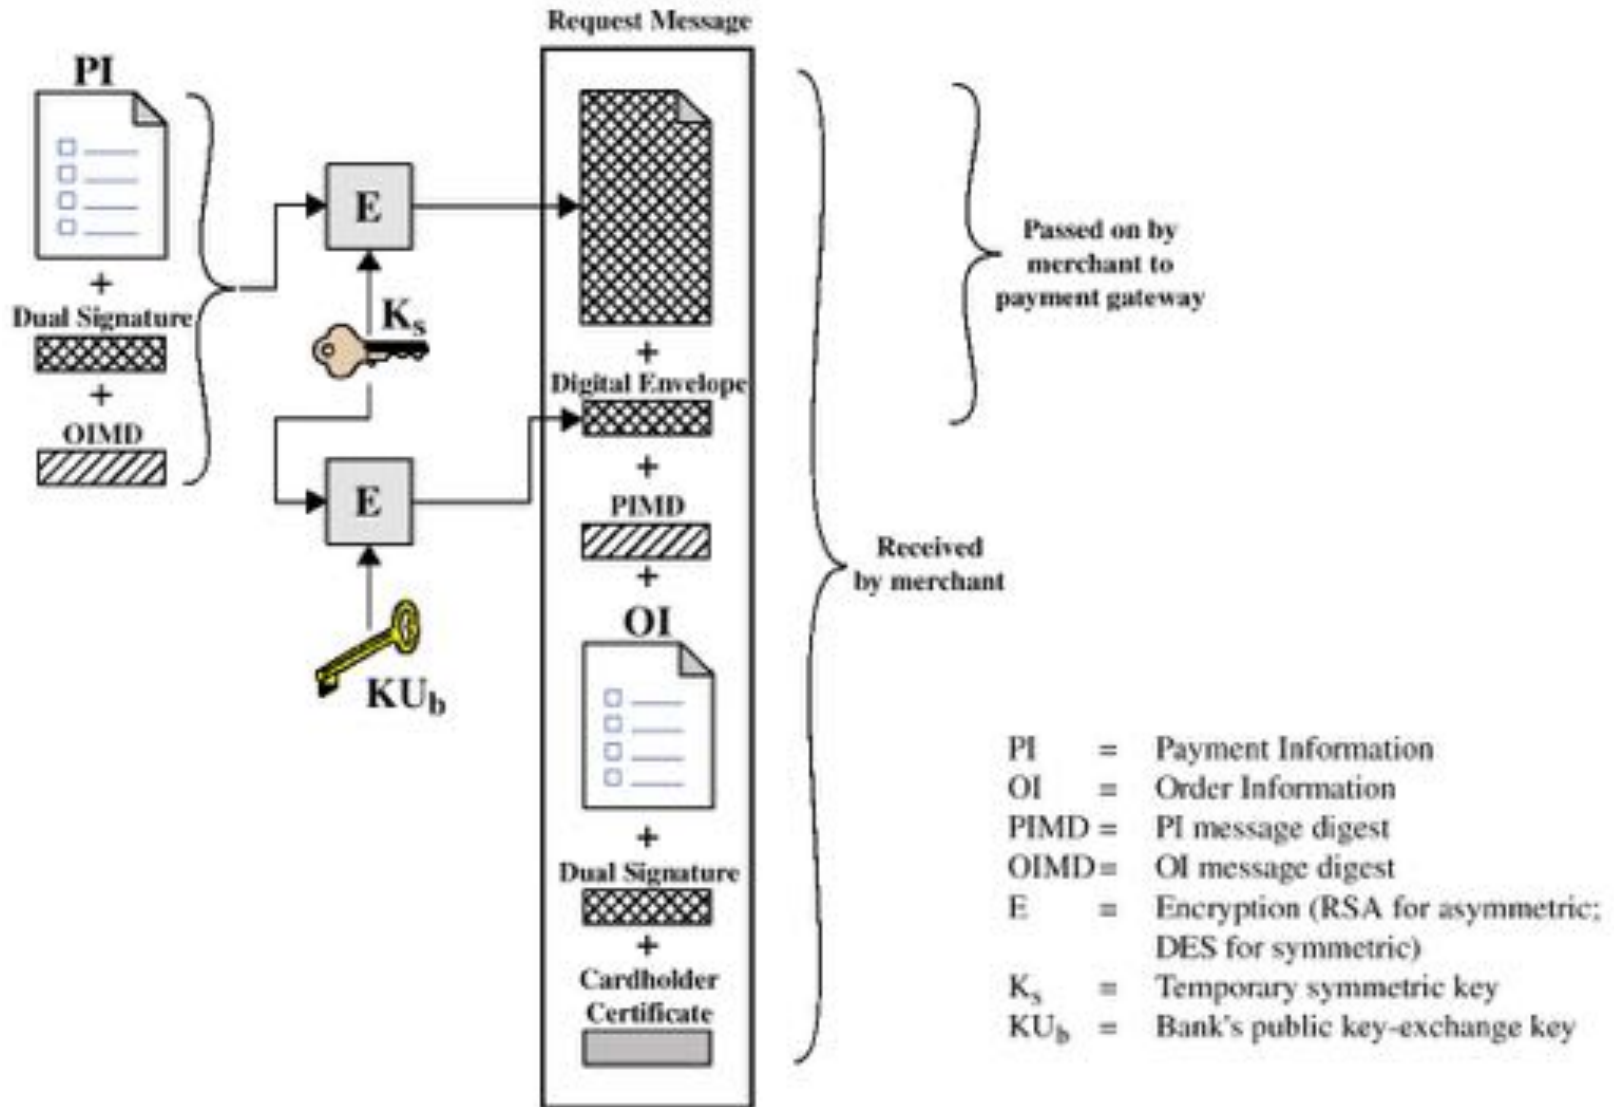 Request Message
PI
+
Dual Signature
+
OIMD
E
Ks
E
KUb
+
Digital Envelope
+
PIMD
+
OI
+
Dual Signature
+
Cardholder
Certificate
Passed on by
merchant to
payment gateway
Received
by merchant
PI = Payment Information
OI = Order Information
PIMD = PI message digest
OIMD = OI message digest
E = Encryption (RSA for asymmetric;
DES for symmetric)
Ks = Temporary symmetric key
KUb = Bank's public key-exchange key